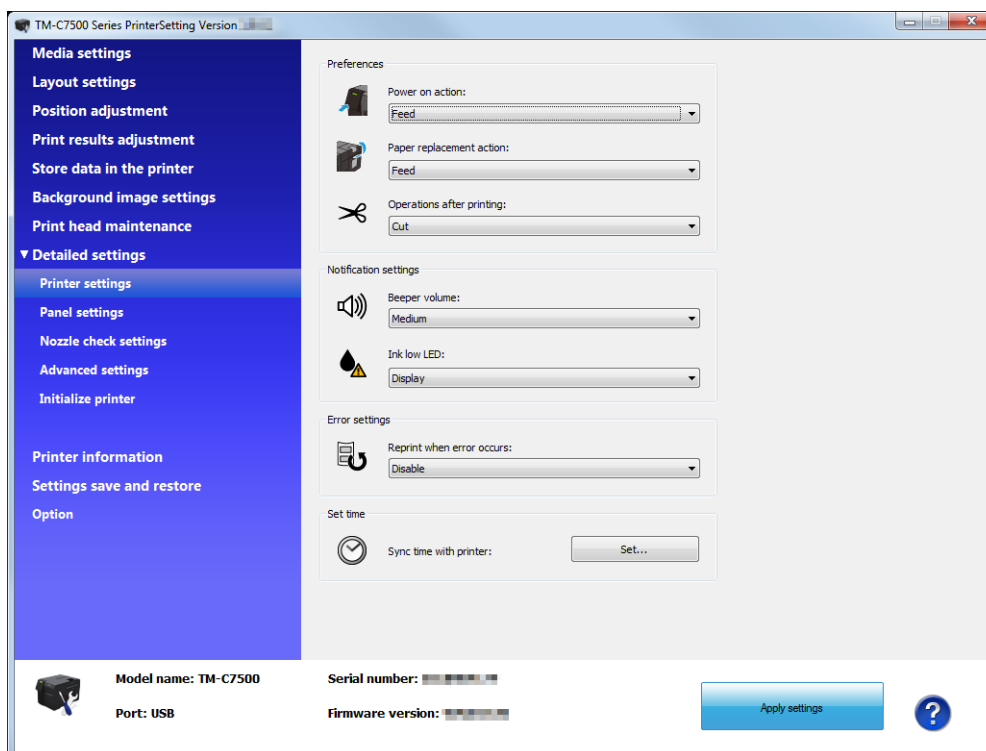 TM-C7500 Series PrinterSetting Version
Media settings
Layout settings
Position adjustment
Print results adjustment
Store data in the printer
Background image settings
Print head maintenance
▼ Detailed settings
Printer settings
Panel settings
Nozzle check settings
Advanced settings
Initialize printer
Printer information
Settings save and restore
Option
Preferences
Power on action:
Feed
Paper replacement action:
Feed
Operations after printing:
Cut
Notification settings
Beeper volume:
Medium
Ink low LED:
Display
Error settings
Reprint when error occurs:
Disable
Set time
Sync time with printer:
Set...
Model name: TM-C7500
Serial number:
Port: USB
Firmware version:
Apply settings
?